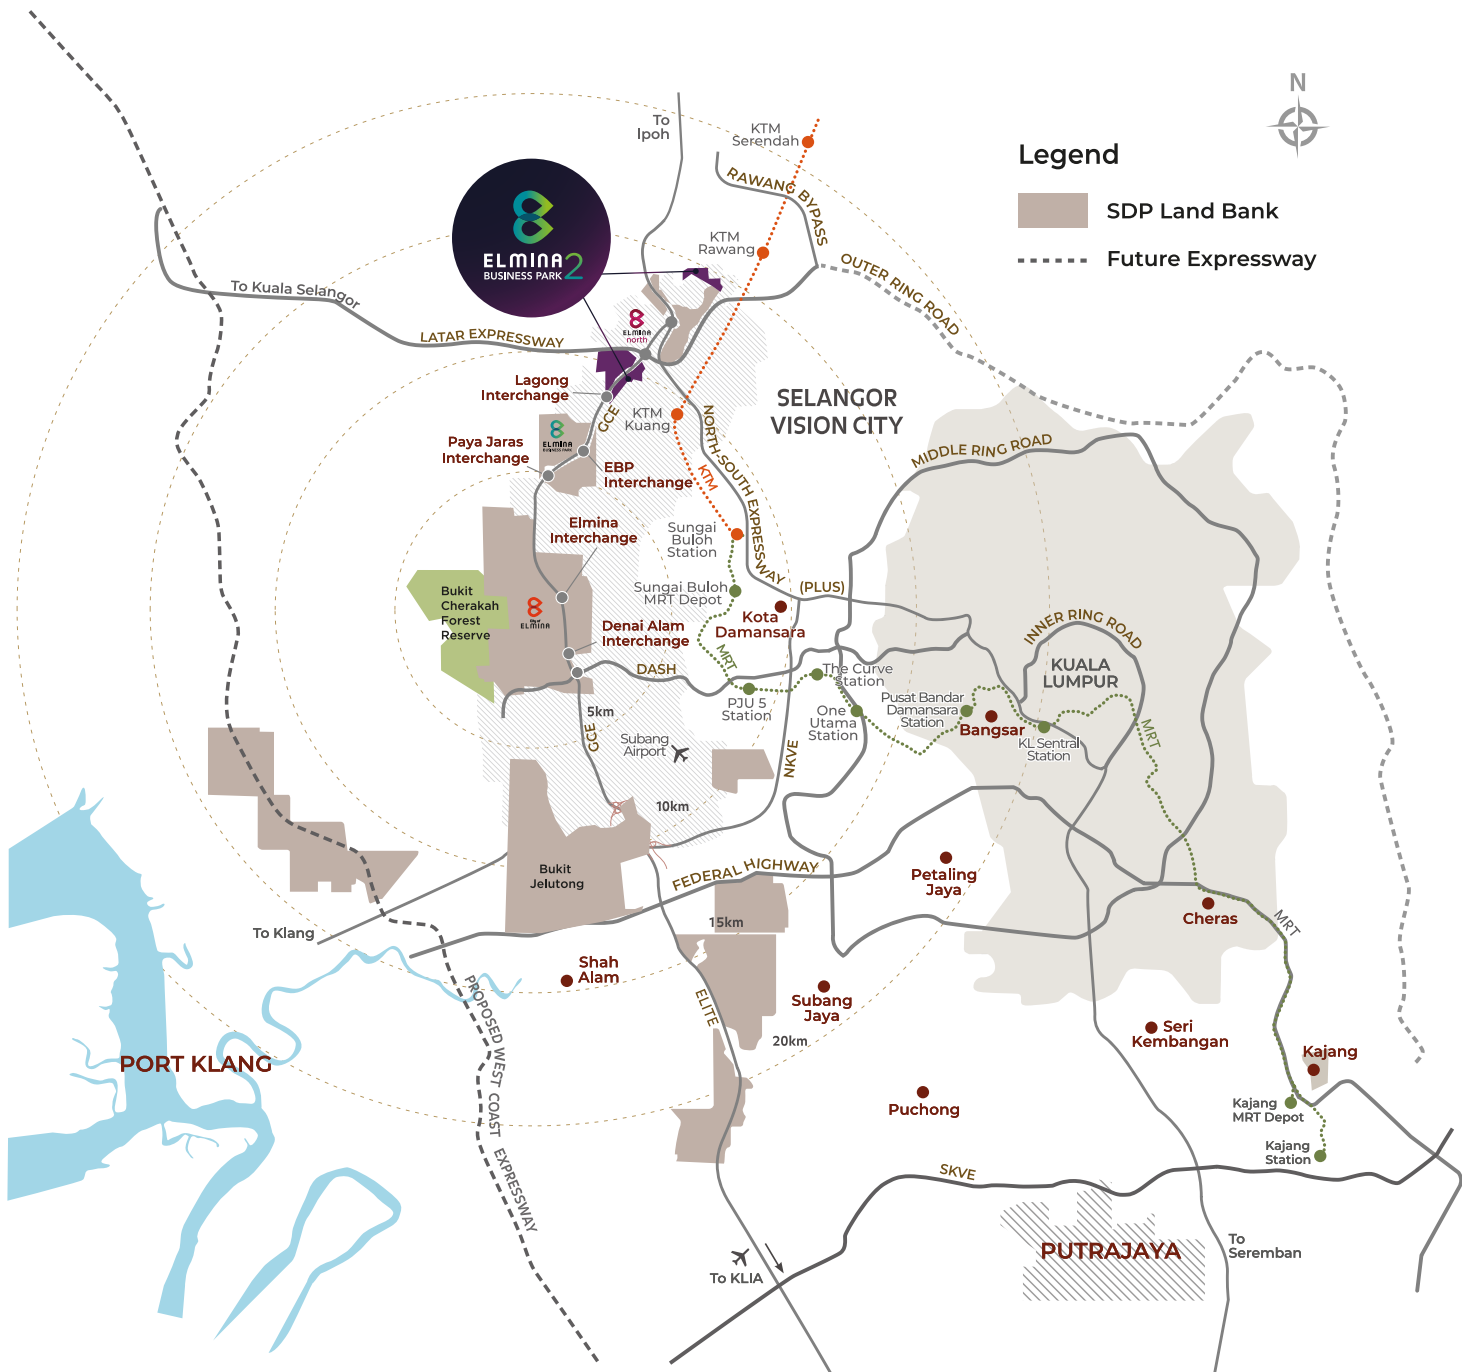 N
To
Ipoh
KTM
Serendah
RAWANG BYPASS
Legend
SDP Land Bank
Future Expressway
KTM
Rawang
OUTER RING ROAD
ELMINA
BUSINESS PARK 2
To Kuala Selangor
LATAR EXPRESSWAY
ELMINA
north
Lagong
Interchange
GCE
KTM
Kuang
SELANGOR
VISION CITY
NORTH-SOUTH EXPRESSWAY
(PLUS)
MIDDLE RING ROAD
ELMINA
BUSINESS PARK
Paya Jaras
Interchange
EBP
Interchange
KTM
Elmina
Interchange
Sungai
Buloh
Station
Sungai Buloh
MRT Depot
Bukit
Cherakah
Forest
Reserve
City of
ELMINA
Denai Alam
Interchange
Kota
Damansara
INNER RING ROAD
KUALA
LUMPUR
MRT
DASH
The Curve
Station
PJU 5
Station
One
Utama
Station
Pusat Bandar
Damansara
Station
Bangsar
KL Sentral
Station
MRT
5km
GCE
Subang
Airport
NKVE
10km
Bukit
Jelutong
FEDERAL HIGHWAY
Petaling
Jaya
Cheras
MRT
To Klang
15km
Shah
Alam
ELITE
Subang
Jaya
20km
Seri
Kembangan
Kajang
PORT KLANG
PROPOSED WEST COAST EXPRESSWAY
Puchong
Kajang
MRT Depot
Kajang
Station
SKVE
PUTRAJAYA
To
Seremban
To KLIA